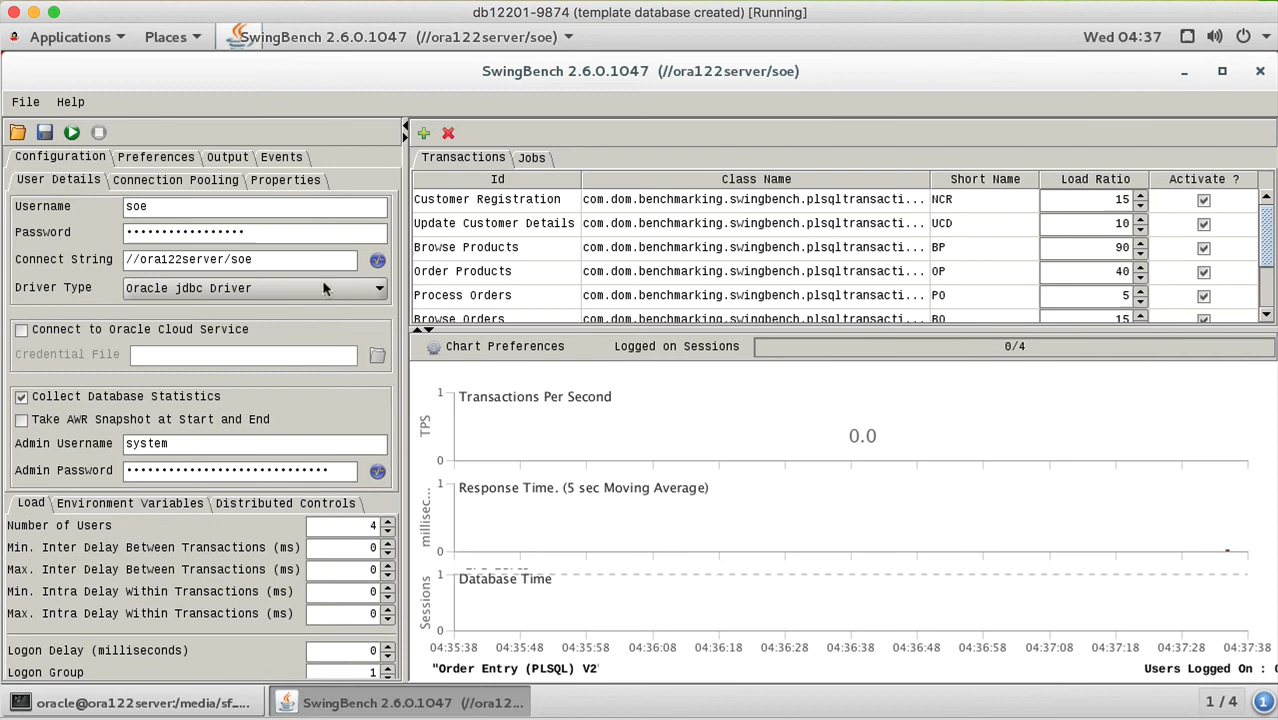 db12201-9874 (template database created) [Running]
Applications Places SwingBench 2.6.0.1047 (//ora122server/soe) Wed 04:37
SwingBench 2.6.0.1047 (//ora122server/soe)
File Help
Configuration Preferences Output Events
User Details Connection Pooling Properties
Username soe
Password ••••••••••••••••
Connect String //ora122server/soe
Driver Type Oracle jdbc Driver
Connect to Oracle Cloud Service
Credential File
Collect Database Statistics
Take AWR Snapshot at Start and End
Admin Username system
Admin Password ••••••••••••••••••••••••••••
Load Environment Variables Distributed Controls
Number of Users 4
Min. Inter Delay Between Transactions (ms) 0
Max. Inter Delay Between Transactions (ms) 0
Min. Intra Delay Within Transactions (ms) 0
Max. Intra Delay Within Transactions (ms) 0
Logon Delay (milliseconds) 0
Logon Group 1
Transactions Jobs
Id Class Name Short Name Load Ratio Activate ?
Customer Registration com.dom.benchmarking.swingbench.plsqltransacti... NCR 15
Update Customer Details com.dom.benchmarking.swingbench.plsqltransacti... UCD 10
Browse Products com.dom.benchmarking.swingbench.plsqltransacti... BP 90
Order Products com.dom.benchmarking.swingbench.plsqltransacti... OP 40
Process Orders com.dom.benchmarking.swingbench.plsqltransacti... PO 5
Browse Orders com.dom.benchmarking.swingbench.plsqltransacti... BO 15
Chart Preferences Logged on Sessions 0/4
1
Transactions Per Second
TPS
0.0
0
1
Response Time. (5 sec Moving Average)
millisec...
0
1
Database Time
Sessions
0
04:35:38 04:35:48 04:35:58 04:36:08 04:36:18 04:36:28 04:36:38 04:36:48 04:36:58 04:37:08 04:37:18 04:37:28 04:37:38
"Order Entry (PLSQL) V2" Users Logged On : 0
oracle@ora122server:/media/sf_... SwingBench 2.6.0.1047 (//ora12... 1 / 4 1